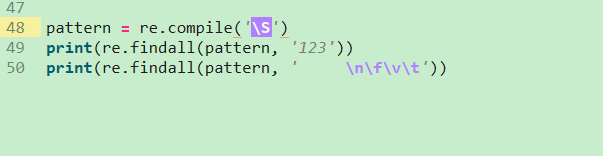 47
48 pattern = re.compile('\S')
49 print(re.findall(pattern, '123'))
50 print(re.findall(pattern, '     \n\f\v\t'))